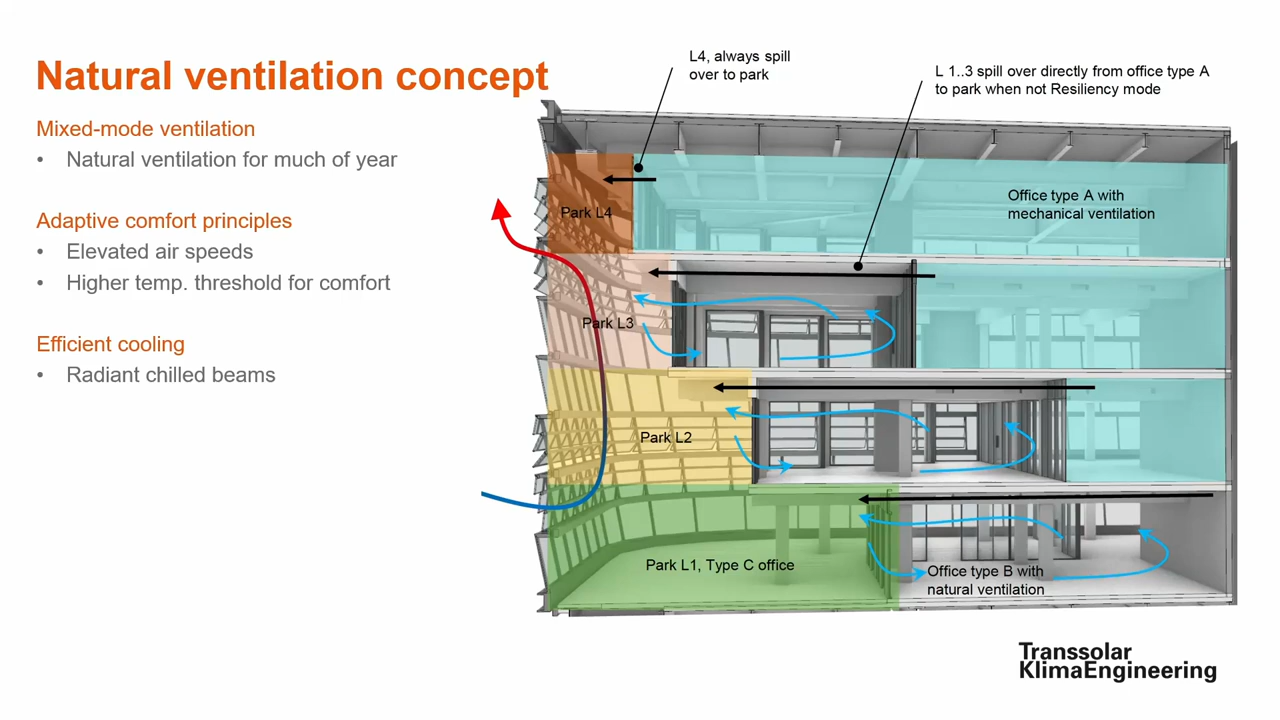 Natural ventilation concept
Mixed-mode ventilation
• Natural ventilation for much of year
Adaptive comfort principles
• Elevated air speeds
• Higher temp. threshold for comfort
Efficient cooling
• Radiant chilled beams
L4, always spill
over to park
L 1..3 spill over directly from office type A
to park when not Resiliency mode
Office type A with
mechanical ventilation
Park L4
Park L3
Park L2
Park L1, Type C office
Office type B with
natural ventilation
Transsolar
KlimaEngineering